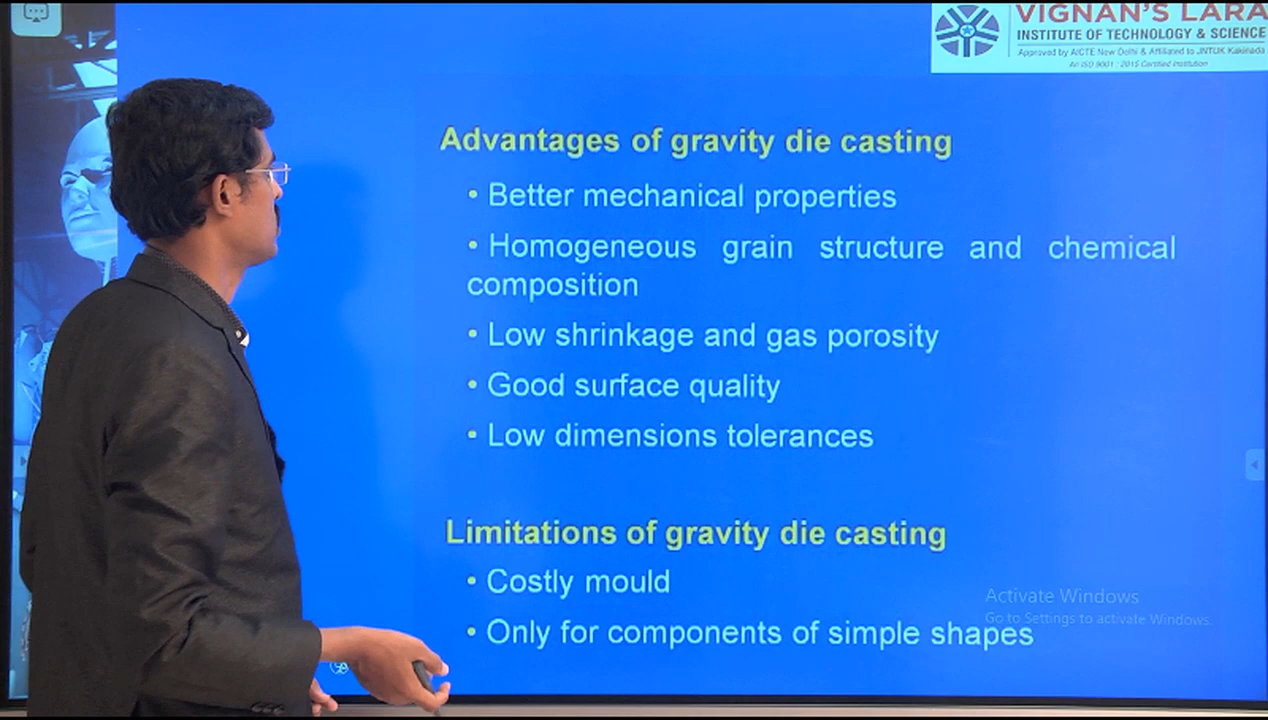 VIGNAN'S LARA
INSTITUTE OF TECHNOLOGY & SCIENCE
Approved by AICTE New Delhi & Affiliated to JNTUK Kakinada
An ISO 9001 : 2015 Certified Institution
Advantages of gravity die casting
• Better mechanical properties
• Homogeneous grain structure and chemical
composition
• Low shrinkage and gas porosity
• Good surface quality
• Low dimensions tolerances
Limitations of gravity die casting
• Costly mould
• Only for components of simple shapes
Activate Windows
Go to Settings to activate Windows.